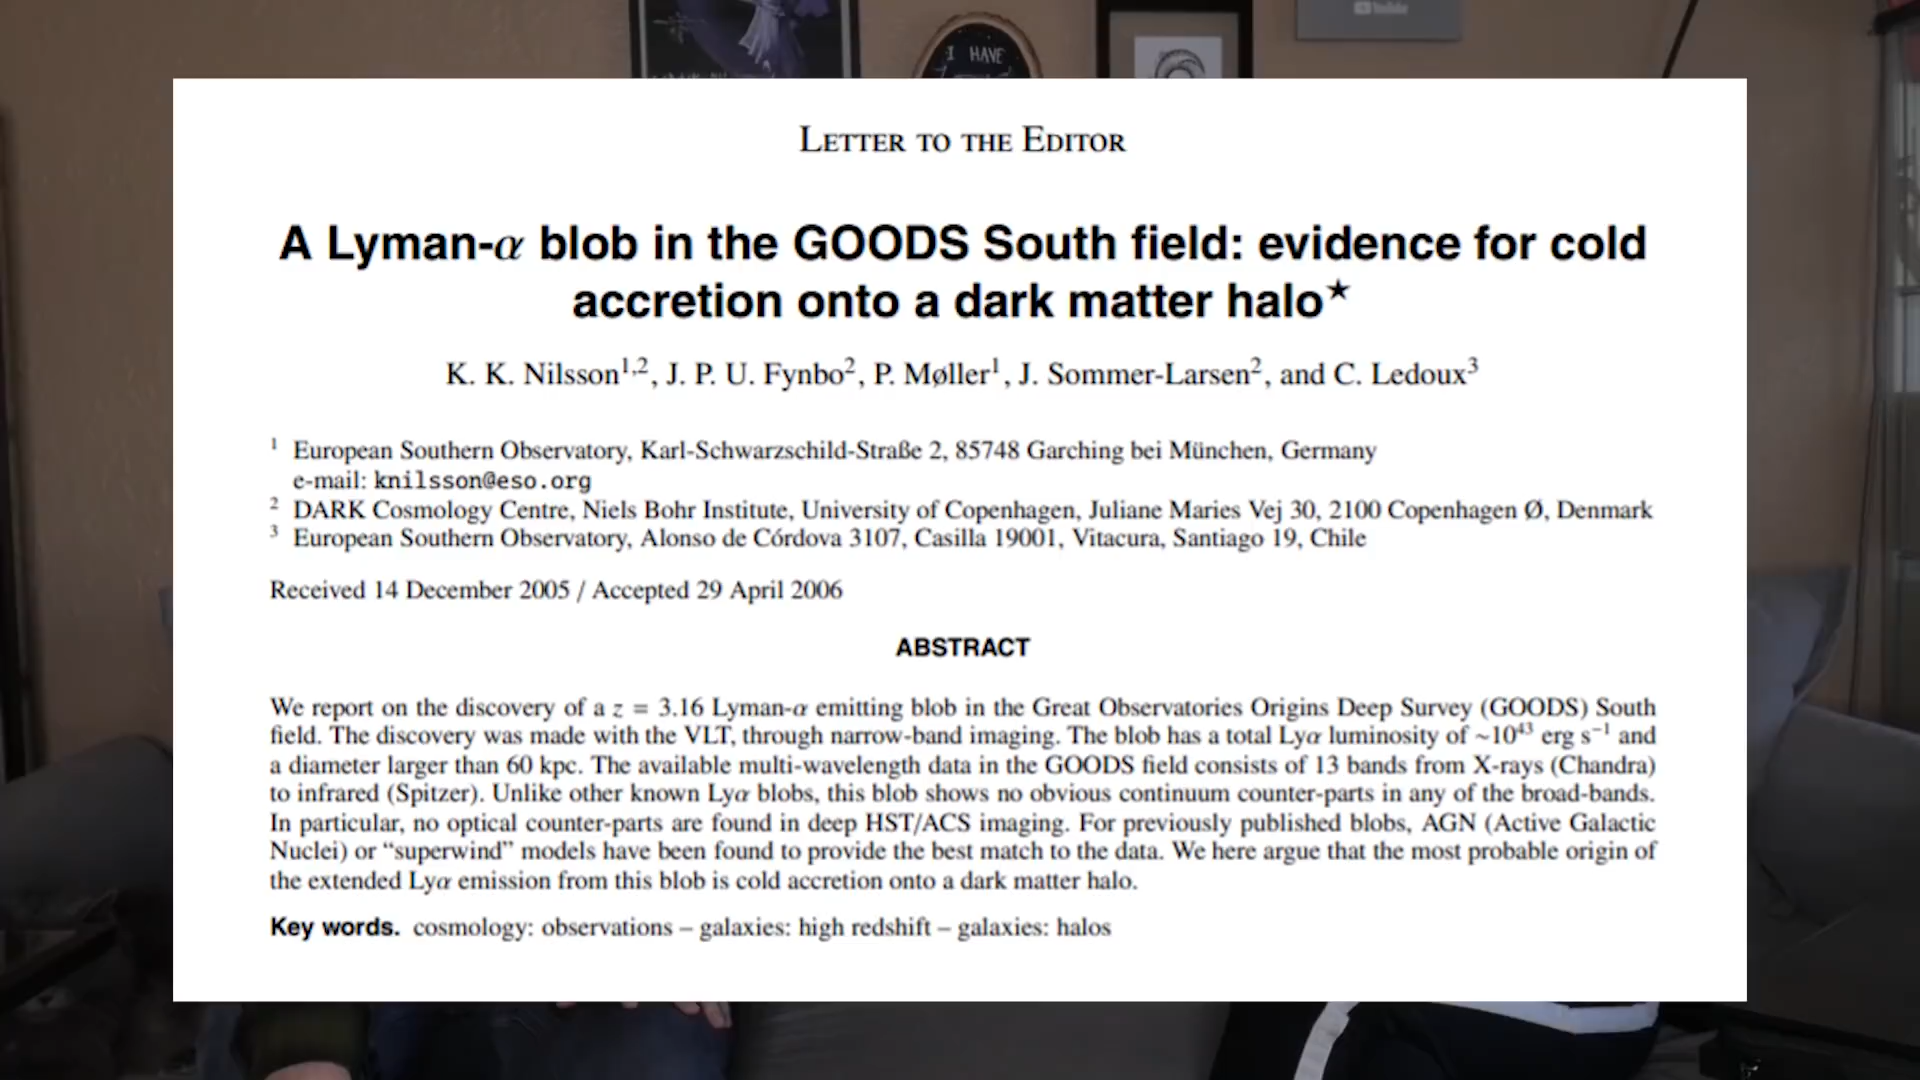 YouTube
I HAVE
LETTER TO THE EDITOR
A Lyman-α blob in the GOODS South field: evidence for cold
accretion onto a dark matter halo★
K. K. Nilsson1,2, J. P. U. Fynbo2, P. Møller1, J. Sommer-Larsen2, and C. Ledoux3
1 European Southern Observatory, Karl-Schwarzschild-Straße 2, 85748 Garching bei München, Germany
e-mail: knilsson@eso.org
2 DARK Cosmology Centre, Niels Bohr Institute, University of Copenhagen, Juliane Maries Vej 30, 2100 Copenhagen Ø, Denmark
3 European Southern Observatory, Alonso de Córdova 3107, Casilla 19001, Vitacura, Santiago 19, Chile
Received 14 December 2005 / Accepted 29 April 2006
ABSTRACT
We report on the discovery of a z = 3.16 Lyman-α emitting blob in the Great Observatories Origins Deep Survey (GOODS) South
field. The discovery was made with the VLT, through narrow-band imaging. The blob has a total Lyα luminosity of ~10⁴³ erg s⁻¹ and
a diameter larger than 60 kpc. The available multi-wavelength data in the GOODS field consists of 13 bands from X-rays (Chandra)
to infrared (Spitzer). Unlike other known Lyα blobs, this blob shows no obvious continuum counter-parts in any of the broad-bands.
In particular, no optical counter-parts are found in deep HST/ACS imaging. For previously published blobs, AGN (Active Galactic
Nuclei) or “superwind” models have been found to provide the best match to the data. We here argue that the most probable origin of
the extended Lyα emission from this blob is cold accretion onto a dark matter halo.
Key words. cosmology: observations – galaxies: high redshift – galaxies: halos